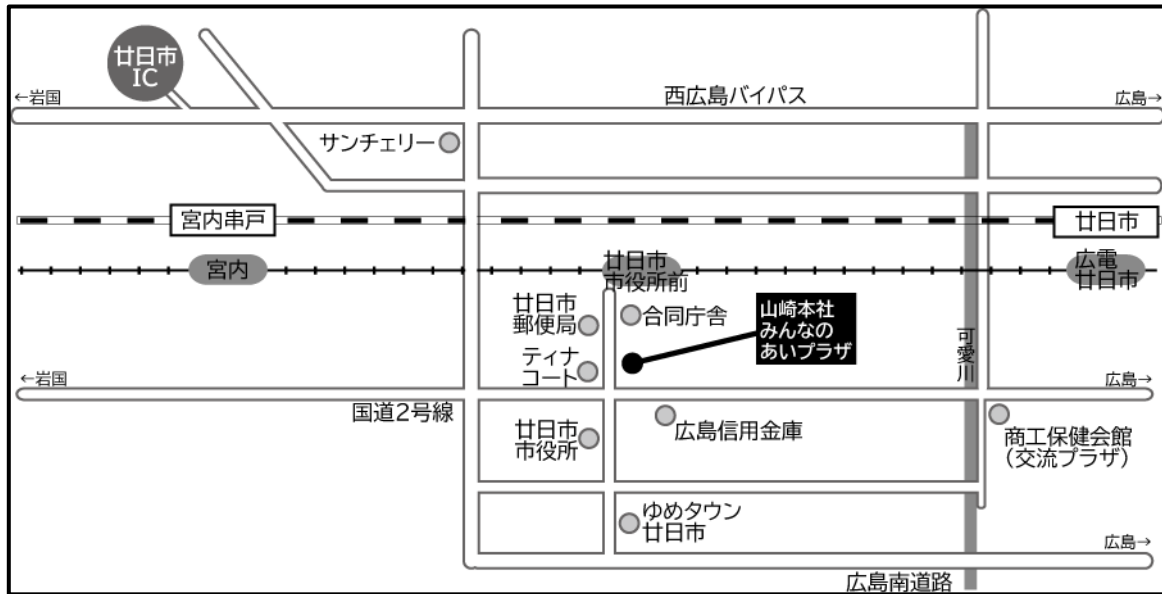 廿日市
IC
←岩国
西広島バイパス
広島→
サンチェリー
宮内串戸
廿日市
宮内
廿日市
市役所前
広電
廿日市
廿日市
郵便局
合同庁舎
山崎本社
みんなの
あいプラザ
可愛川
ティナ
コート
←岩国
広島→
国道2号線
廿日市
市役所
広島信用金庫
商工保健会館
（交流プラザ）
ゆめタウン
廿日市
広島→
広島南道路